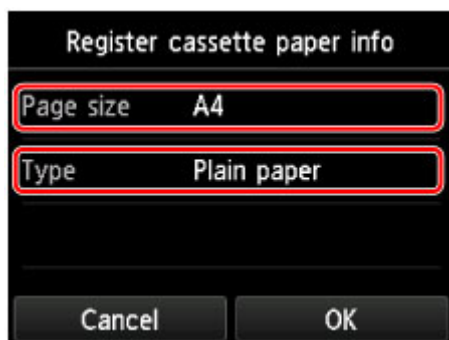 Register cassette paper info
Page size A4
Type Plain paper
Cancel OK